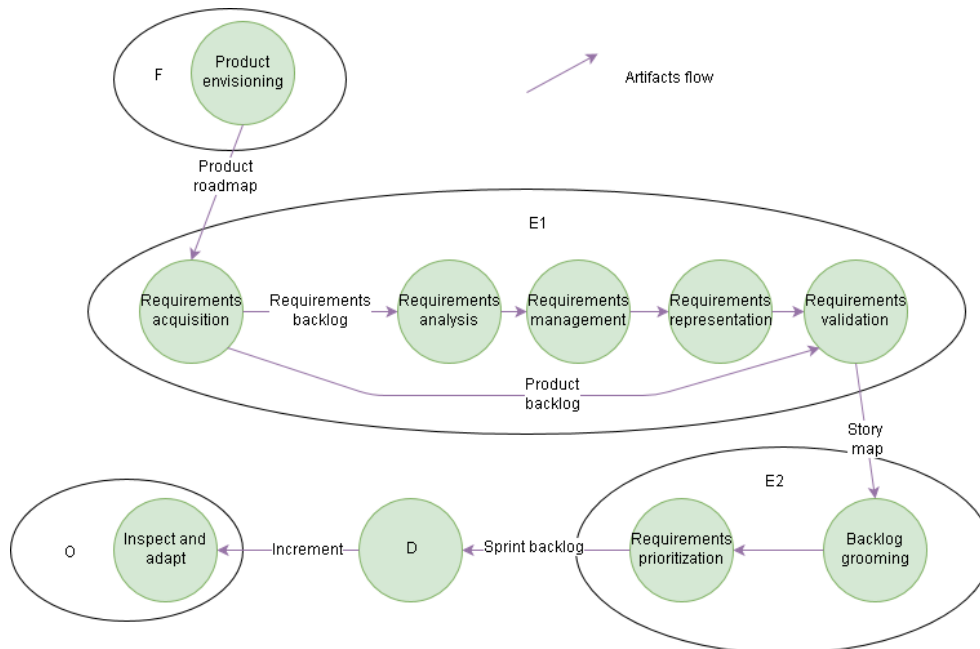 F
Product
envisioning
Artifacts flow
Product
roadmap
E1
Requirements
acquisition
Requirements
backlog
Requirements
analysis
Requirements
management
Requirements
representation
Requirements
validation
Product
backlog
Story
map
E2
O
Inspect and
adapt
Increment
D
Sprint backlog
Requirements
prioritization
Backlog
grooming